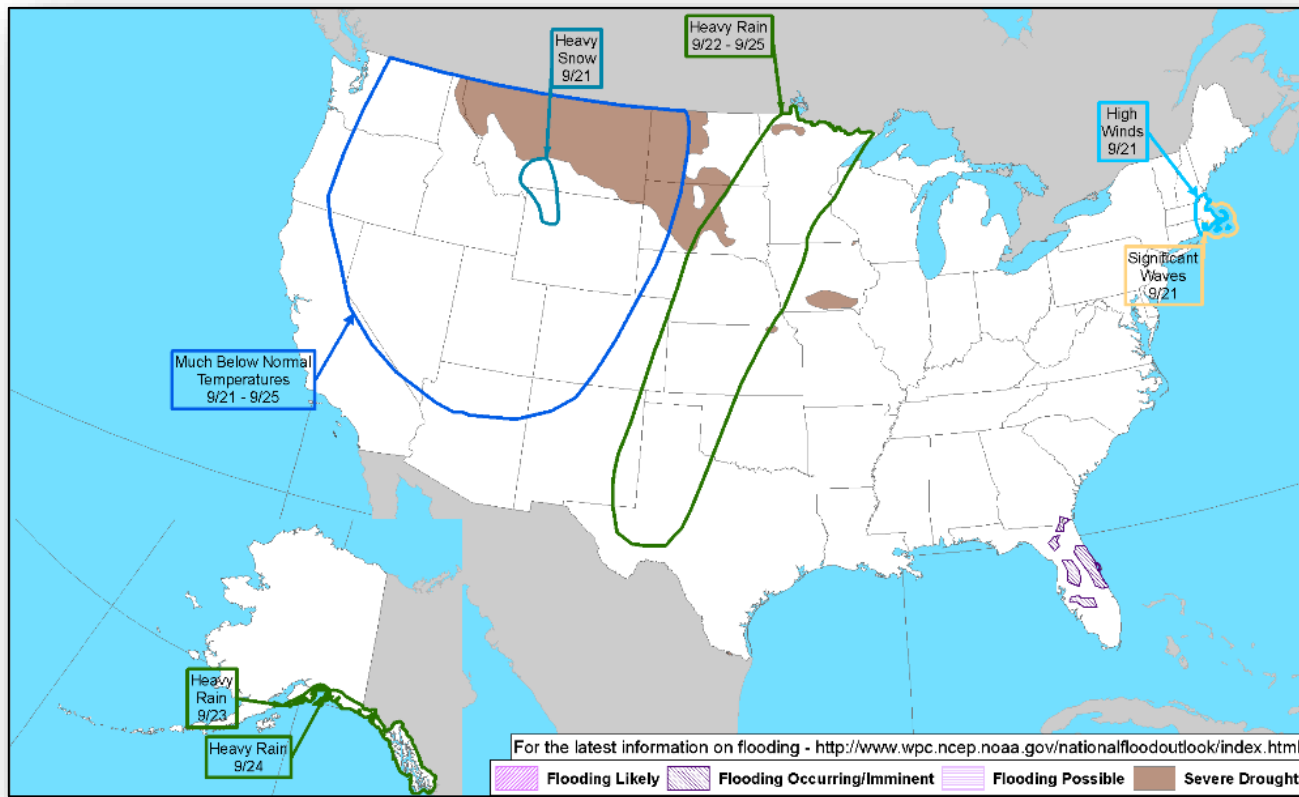 Heavy
Snow
9/21
Heavy Rain
9/22 - 9/25
High
Winds
9/21
Significant
Waves
9/21
Much Below Normal
Temperatures
9/21 - 9/25
Heavy
Rain
9/23
Heavy Rain
9/24
For the latest information on flooding - http://www.wpc.ncep.noaa.gov/nationalfloodoutlook/index.html
Flooding Likely
Flooding Occurring/Imminent
Flooding Possible
Severe Drought